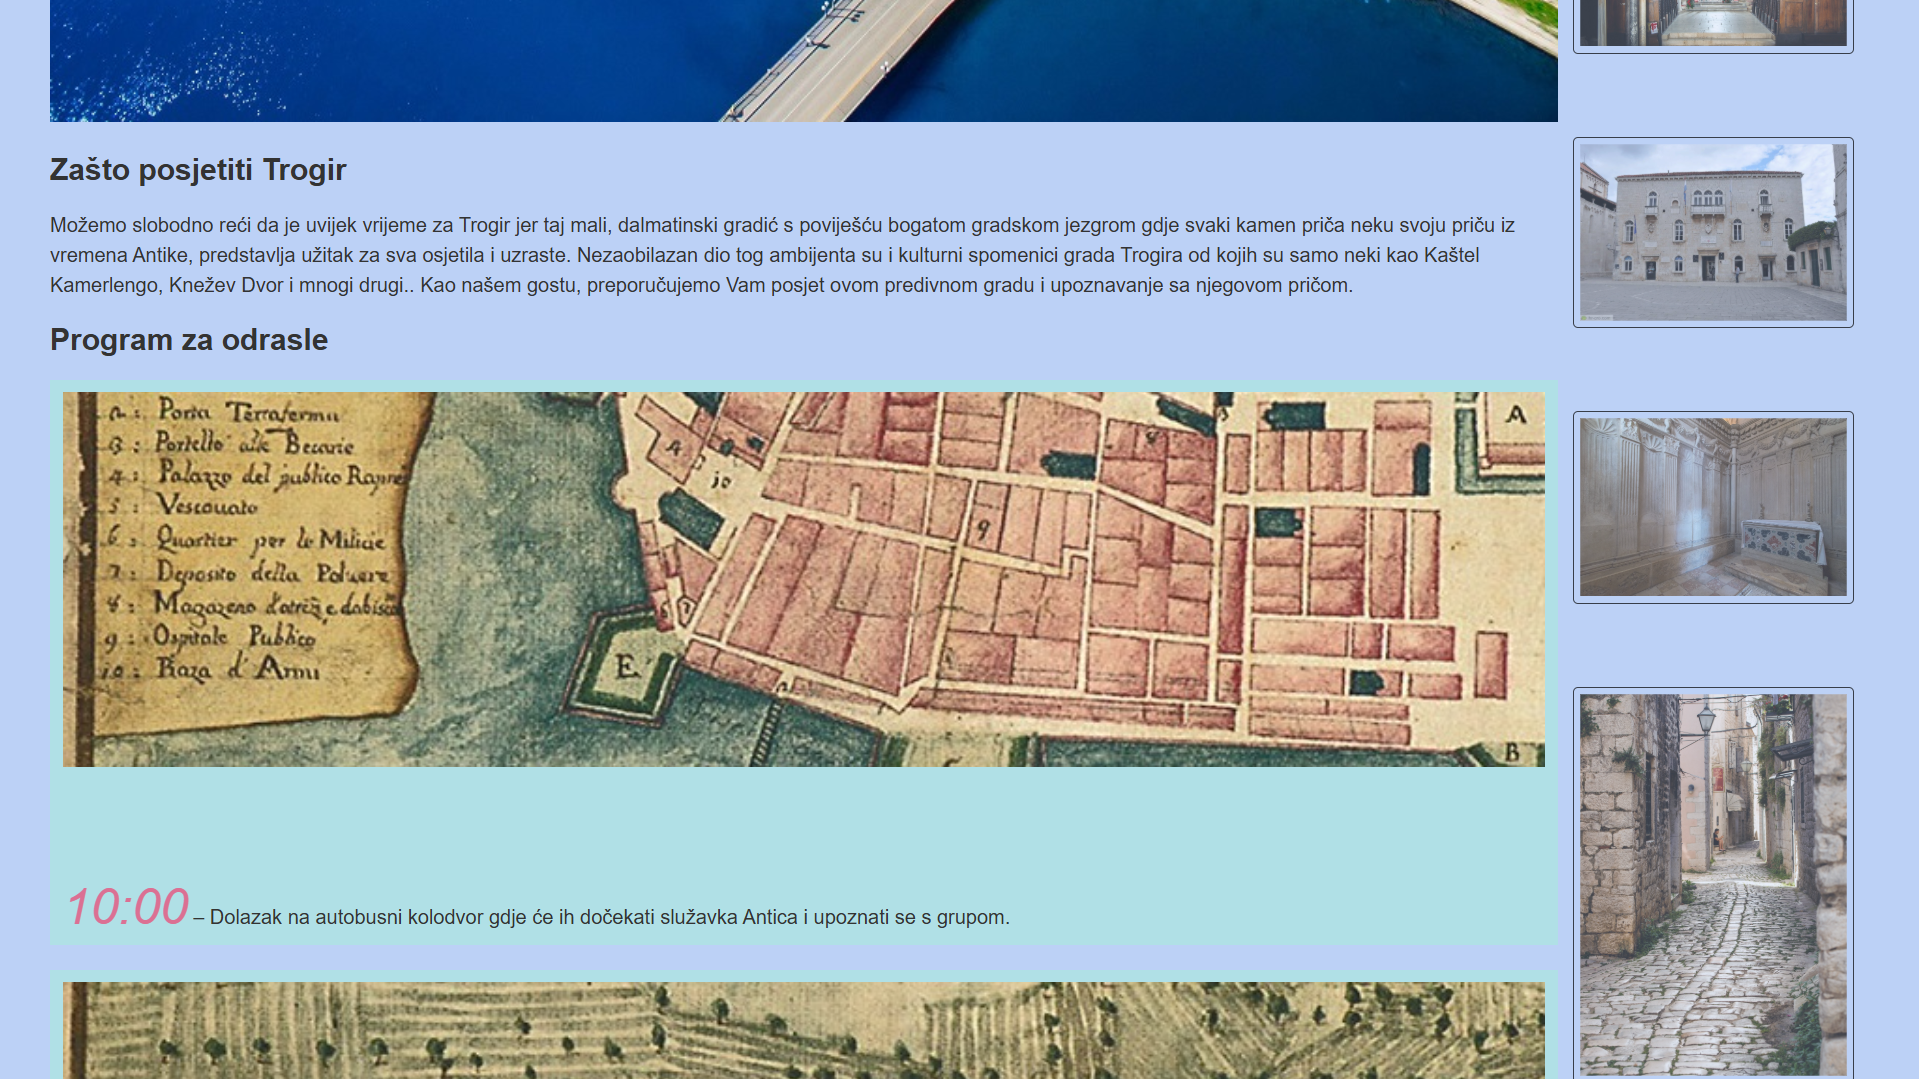 Zašto posjetiti Trogir
Možemo slobodno reći da je uvijek vrijeme za Trogir jer taj mali, dalmatinski gradić s poviješću bogatom gradskom jezgrom gdje svaki kamen priča neku svoju priču iz
vremena Antike, predstavlja užitak za sva osjetila i uzraste. Nezaobilazan dio tog ambijenta su i kulturni spomenici grada Trogira od kojih su samo neki kao Kaštel
Kamerlengo, Knežev Dvor i mnogi drugi.. Kao našem gostu, preporučujemo Vam posjet ovom predivnom gradu i upoznavanje sa njegovom pričom.
Program za odrasle
2 : Porta Terraferma
3 : Portello alle Becarie
4 : Palazzo del publico
5 : Vescouato
6 : Quartier per le Milicie
7 : Deposito della Poluere
8 : Magazeno
9 : Ospitale Publico
10 : d' Armi
A
4
10
9
8
3
A
6
7
E
B
10:00 – Dolazak na autobusni kolodvor gdje će ih dočekati služavka Antica i upoznati se s grupom.